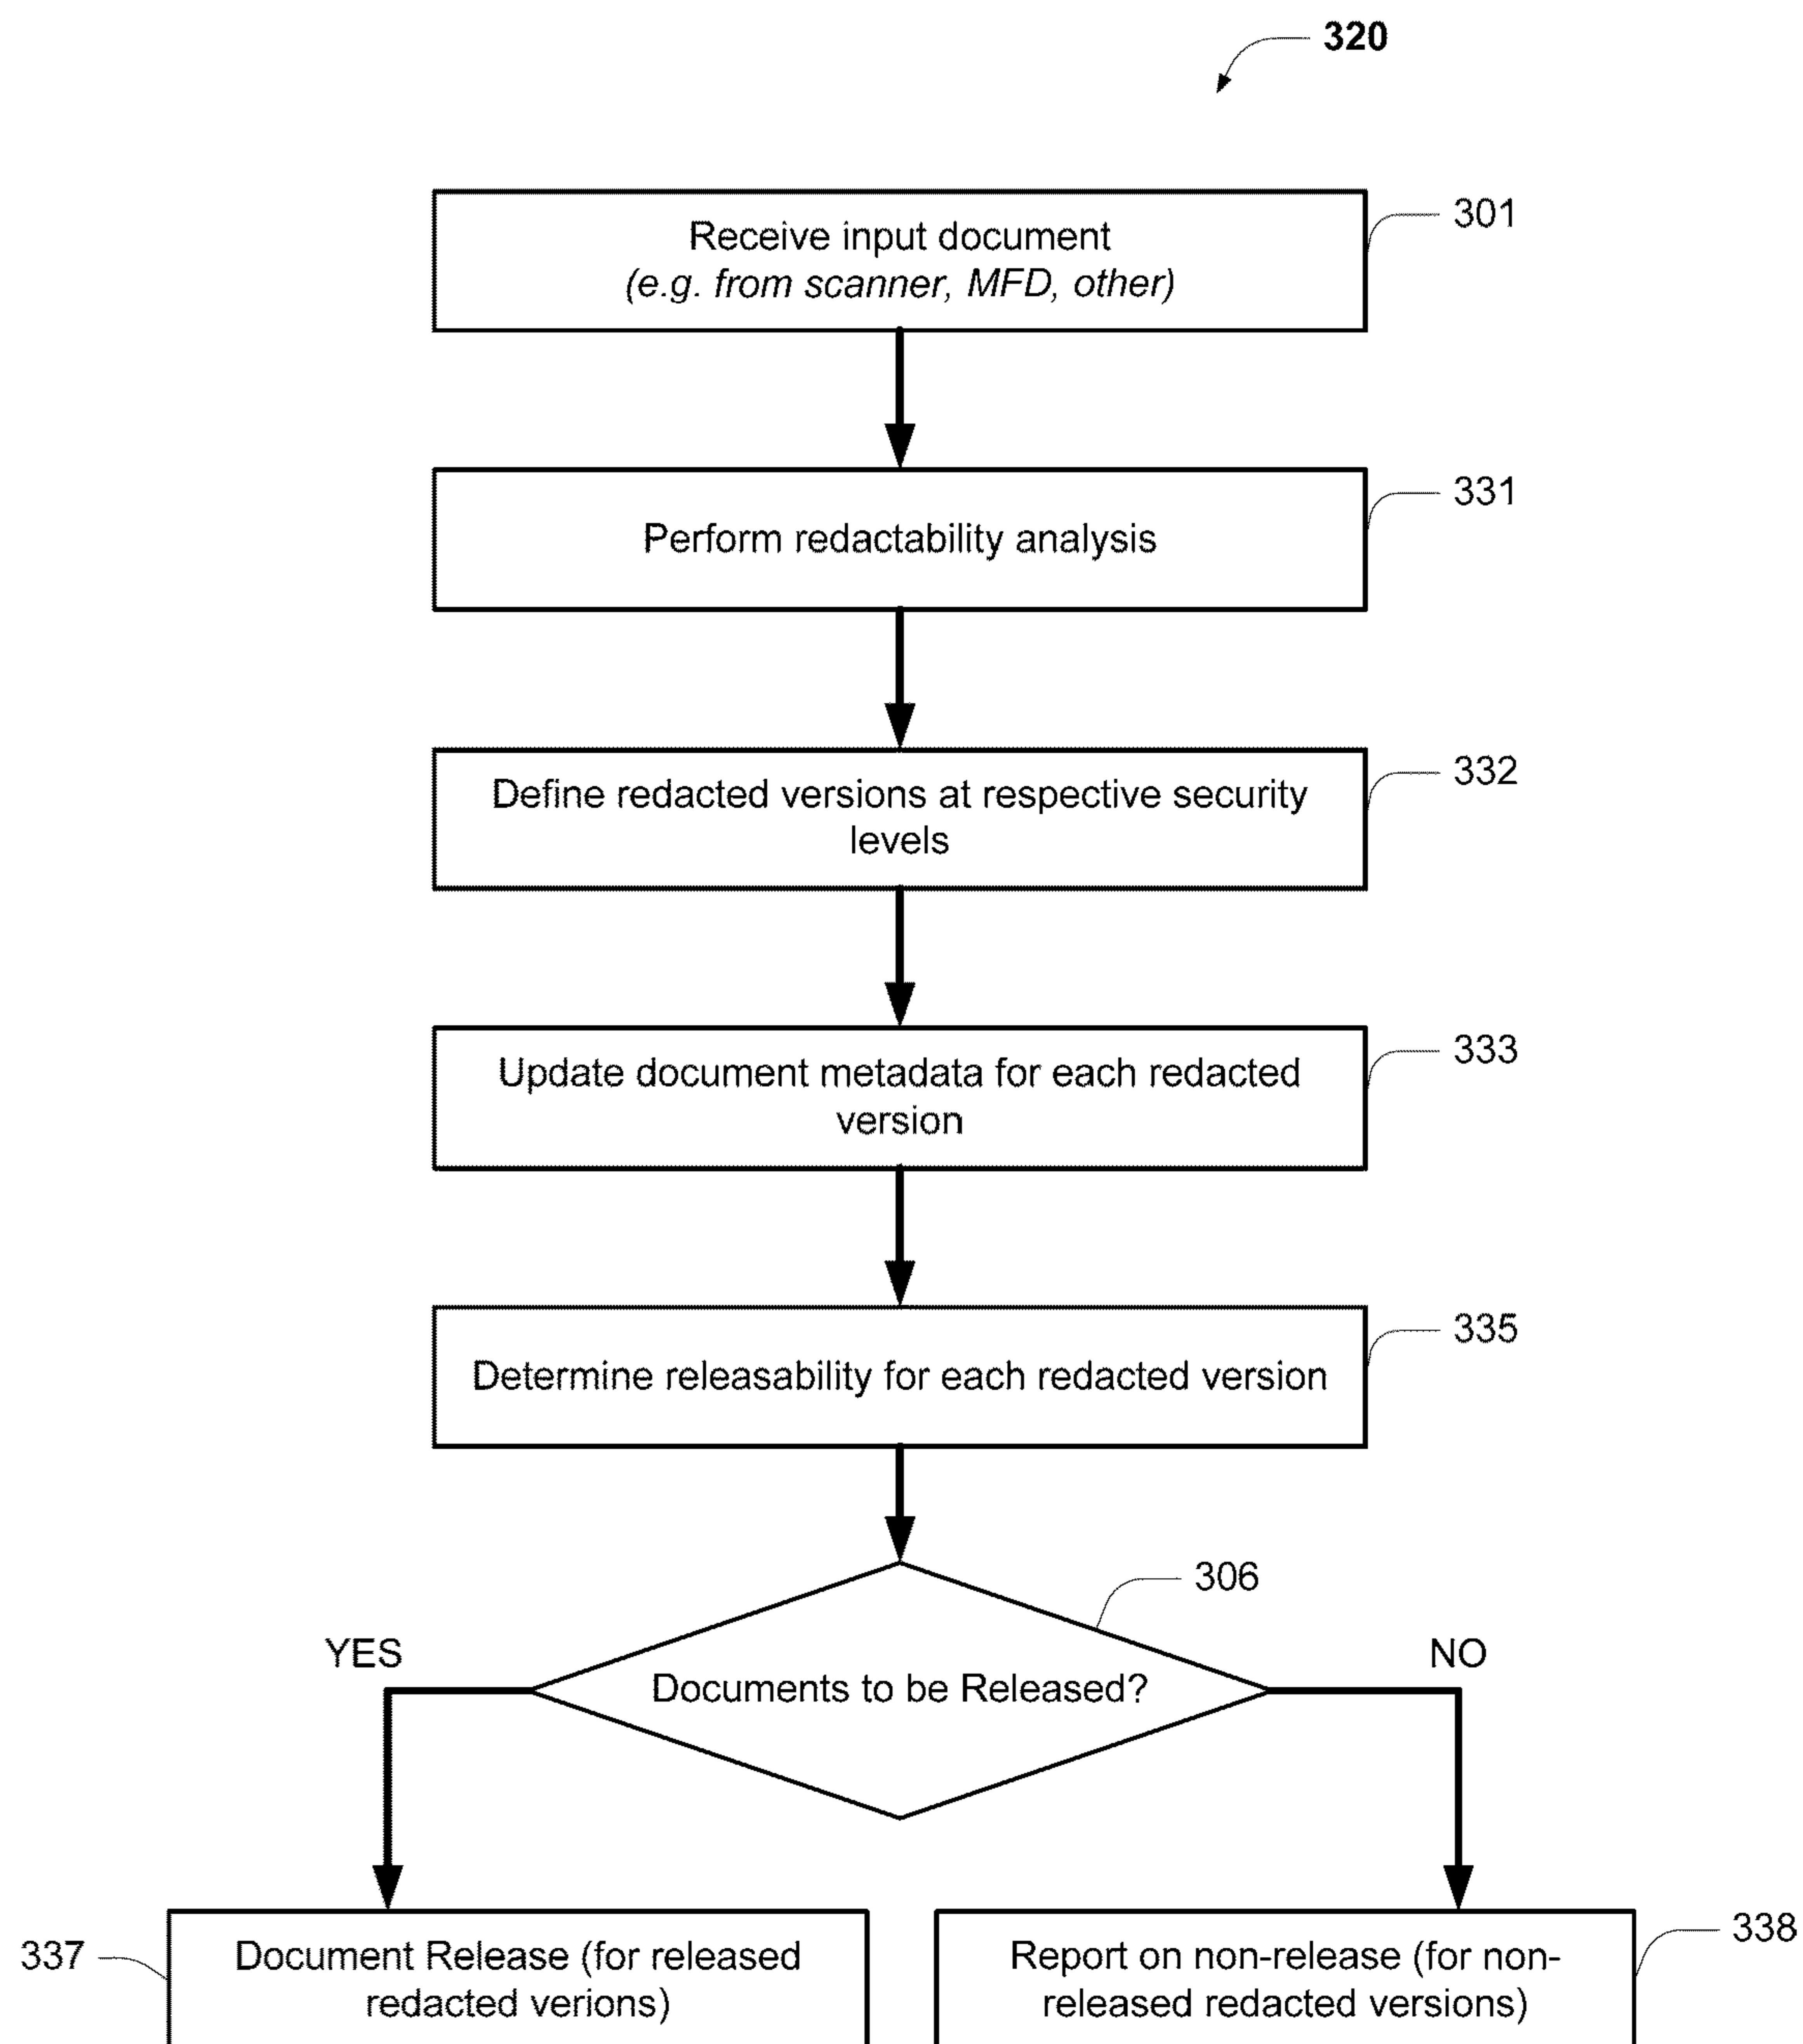 320
Receive input document
(e.g. from scanner, MFD, other)
301
Perform redactability analysis
331
Define redacted versions at respective security
levels
332
Update document metadata for each redacted
version
333
Determine releasability for each redacted version
335
306
YES
Documents to be Released?
NO
337
Document Release (for released
redacted verions)
Report on non-release (for non-
released redacted versions)
338